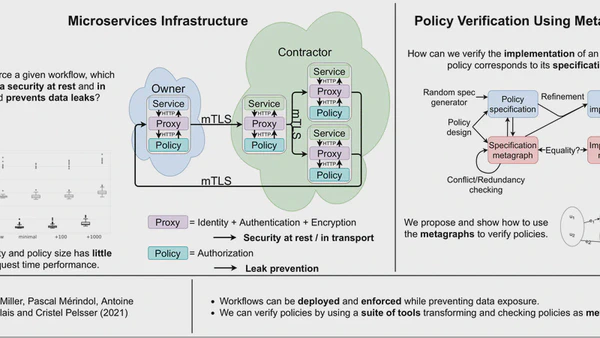 Microservices Infrastructure
rce a given workflow, which
a security at rest and in
d prevents data leaks?
w minimal +100 +1000
ty and policy size has little
quest time performance.
Owner
Service
HTTP
Proxy
HTTP
Policy
mTLS
Contractor
Service
HTTP
Proxy
HTTP
Policy
mTLS
Service
HTTP
Proxy
HTTP
Policy
Service
HTTP
Proxy
HTTP
Policy
mTLS
Proxy = Identity + Authentication + Encryption
Security at rest / in transport
Policy = Authorization
Leak prevention
Policy Verification Using Meta
How can we verify the implementation of an
policy corresponds to its specification
Random spec
generator
Policy
design
Policy
specification
Refinement
imp
Specification
metagraph
Equality?
Im
Conflict/Redundancy
checking
We propose and show how to use
the metagraphs to verify policies.
Miller, Pascal Mérindol, Antoine
lais and Cristel Pelsser (2021)
• Workflows can be deployed and enforced while preventing data exposure.
• We can verify policies by using a suite of tools transforming and checking policies as me